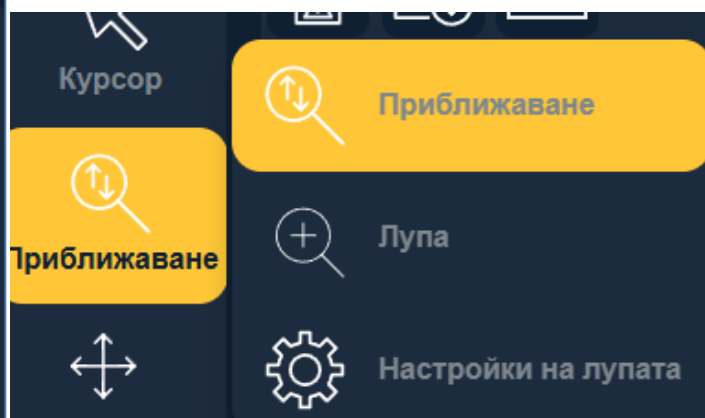 Курсор
Приближаване
Приближаване
Лупа
Настройки на лупата